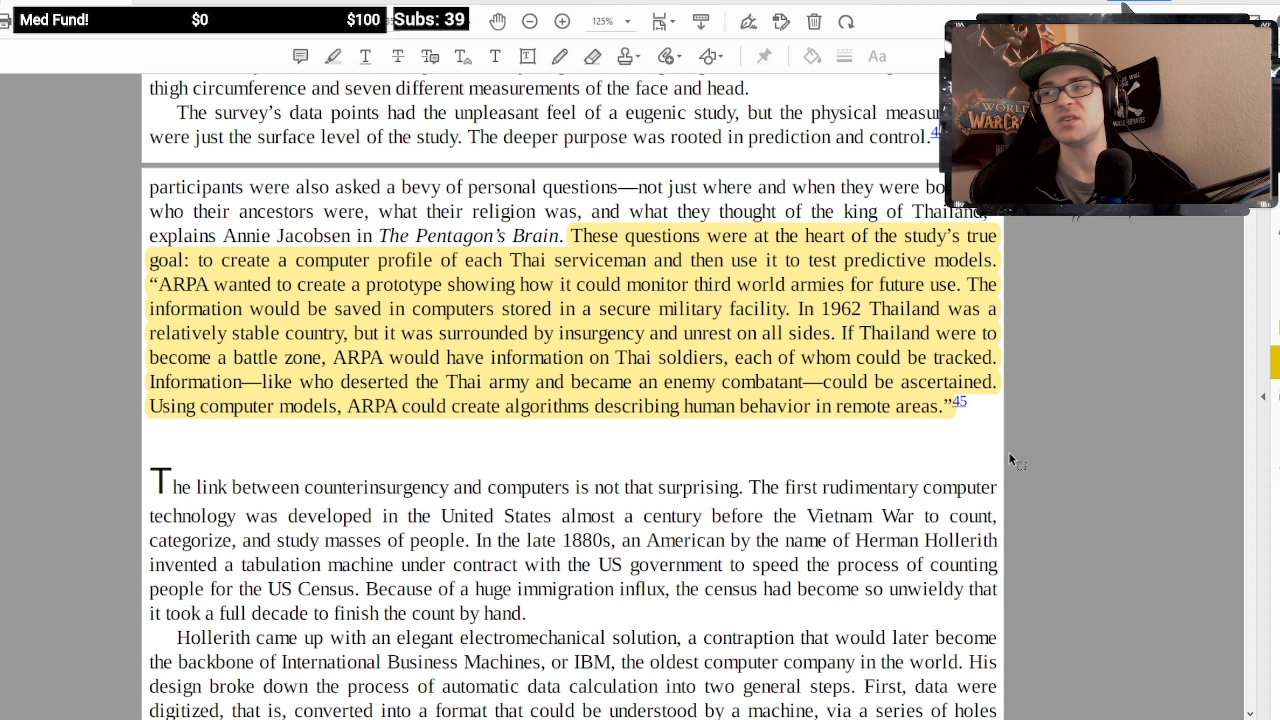 Med Fund! $0 $100 Subs: 39
125%
Aa
thigh circumference and seven different measurements of the face and head.
The survey’s data points had the unpleasant feel of a eugenic study, but the physical measur
were just the surface level of the study. The deeper purpose was rooted in prediction and control.
participants were also asked a bevy of personal questions—not just where and when they were bo
who their ancestors were, what their religion was, and what they thought of the king of Thailand,”
explains Annie Jacobsen in The Pentagon’s Brain. These questions were at the heart of the study’s true
goal: to create a computer profile of each Thai serviceman and then use it to test predictive models.
“ARPA wanted to create a prototype showing how it could monitor third world armies for future use. The
information would be saved in computers stored in a secure military facility. In 1962 Thailand was a
relatively stable country, but it was surrounded by insurgency and unrest on all sides. If Thailand were to
become a battle zone, ARPA would have information on Thai soldiers, each of whom could be tracked.
Information—like who deserted the Thai army and became an enemy combatant—could be ascertained.
Using computer models, ARPA could create algorithms describing human behavior in remote areas.”45
The link between counterinsurgency and computers is not that surprising. The first rudimentary computer
technology was developed in the United States almost a century before the Vietnam War to count,
categorize, and study masses of people. In the late 1880s, an American by the name of Herman Hollerith
invented a tabulation machine under contract with the US government to speed the process of counting
people for the US Census. Because of a huge immigration influx, the census had become so unwieldy that
it took a full decade to finish the count by hand.
Hollerith came up with an elegant electromechanical solution, a contraption that would later become
the backbone of International Business Machines, or IBM, the oldest computer company in the world. His
design broke down the process of automatic data calculation into two general steps. First, data were
digitized, that is, converted into a format that could be understood by a machine, via a series of holes
WORLD
WARCRA